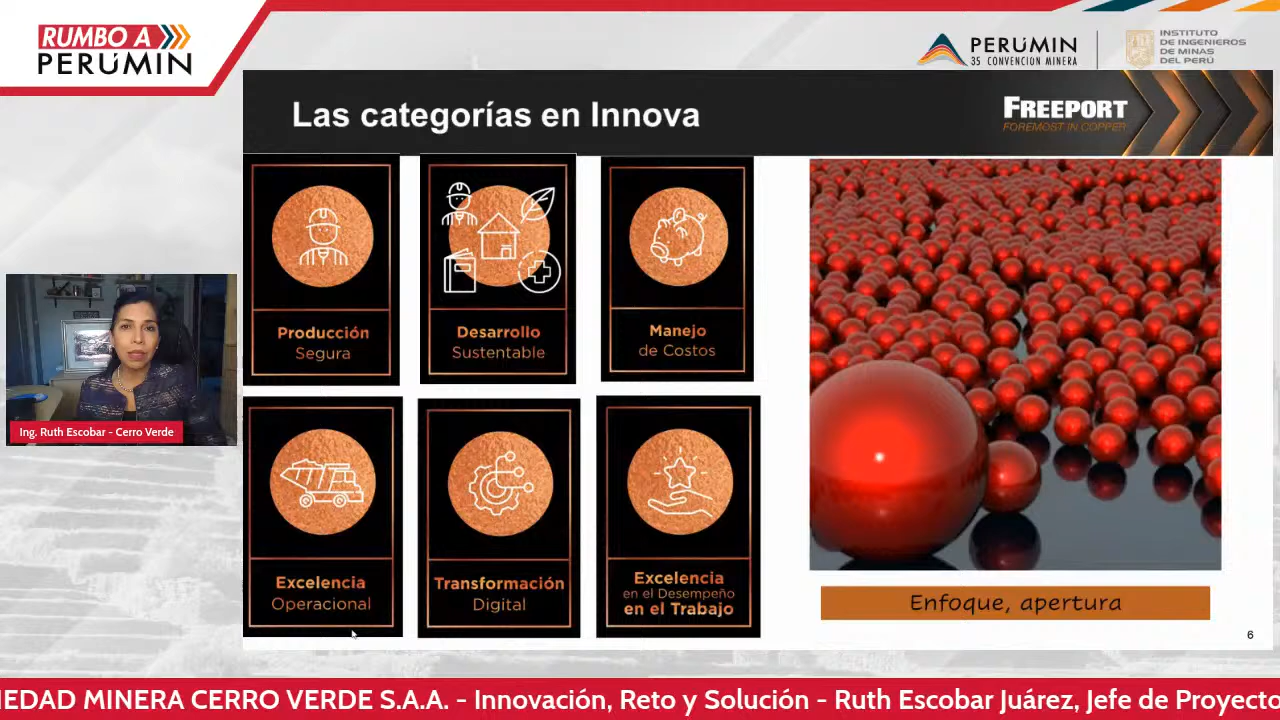 RUMBO A
PERÚMIN
PERÚMIN
35 CONVENCIÓN MINERA
INSTITUTO
DE INGENIEROS
DE MINAS
DEL PERÚ
Las categorías en Innova
FREEPORT
FOREMOST IN COPPER
Producción
Segura
Desarrollo
Sustentable
Manejo
de Costos
Excelencia
Operacional
Transformación
Digital
Excelencia
en el Desempeño
en el Trabajo
Enfoque, apertura
6
Ing. Ruth Escobar - Cerro Verde
IEDAD MINERA CERRO VERDE S.A.A. - Innovación, Reto y Solución - Ruth Escobar Juárez, Jefe de Proyecto